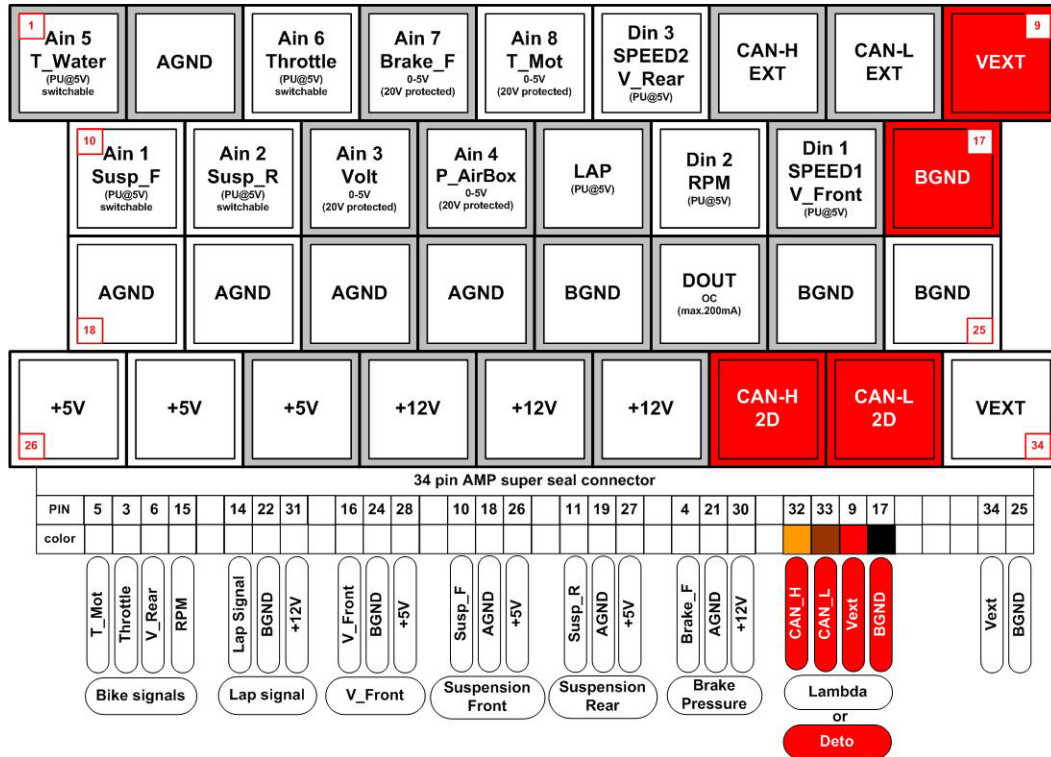 1
Ain 5
T_Water
(PU@5V)
switchable
AGND
Ain 6
Throttle
(PU@5V)
switchable
Ain 7
Brake_F
0-5V
(20V protected)
Ain 8
T_Mot
0-5V
(20V protected)
Din 3
SPEED2
V_Rear
(PU@5V)
CAN-H
EXT
CAN-L
EXT
9
VEXT
10
Ain 1
Susp_F
(PU@5V)
switchable
Ain 2
Susp_R
(PU@5V)
switchable
Ain 3
Volt
0-5V
(20V protected)
Ain 4
P_AirBox
0-5V
(20V protected)
LAP
(PU@5V)
Din 2
RPM
(PU@5V)
Din 1
SPEED1
V_Front
(PU@5V)
17
BGND
AGND
18
AGND
AGND
AGND
BGND
DOUT
OC
(max.200mA)
BGND
BGND
25
+5V
26
+5V
+5V
+12V
+12V
+12V
CAN-H
2D
CAN-L
2D
VEXT
34
34 pin AMP super seal connector
PIN 5 3 6 15 14 22 31 16 24 28 10 18 26 11 19 27 4 21 30 32 33 9 17 34 25
color
T_Mot
Throttle
V_Rear
RPM
Lap Signal
BGND
+12V
V_Front
BGND
+5V
Susp_F
AGND
+5V
Susp_R
AGND
+5V
Brake_F
AGND
+12V
CAN_H
CAN_L
Vext
BGND
Vext
BGND
Bike signals
Lap signal
V_Front
Suspension
Front
Suspension
Rear
Brake
Pressure
Lambda
or
Deto